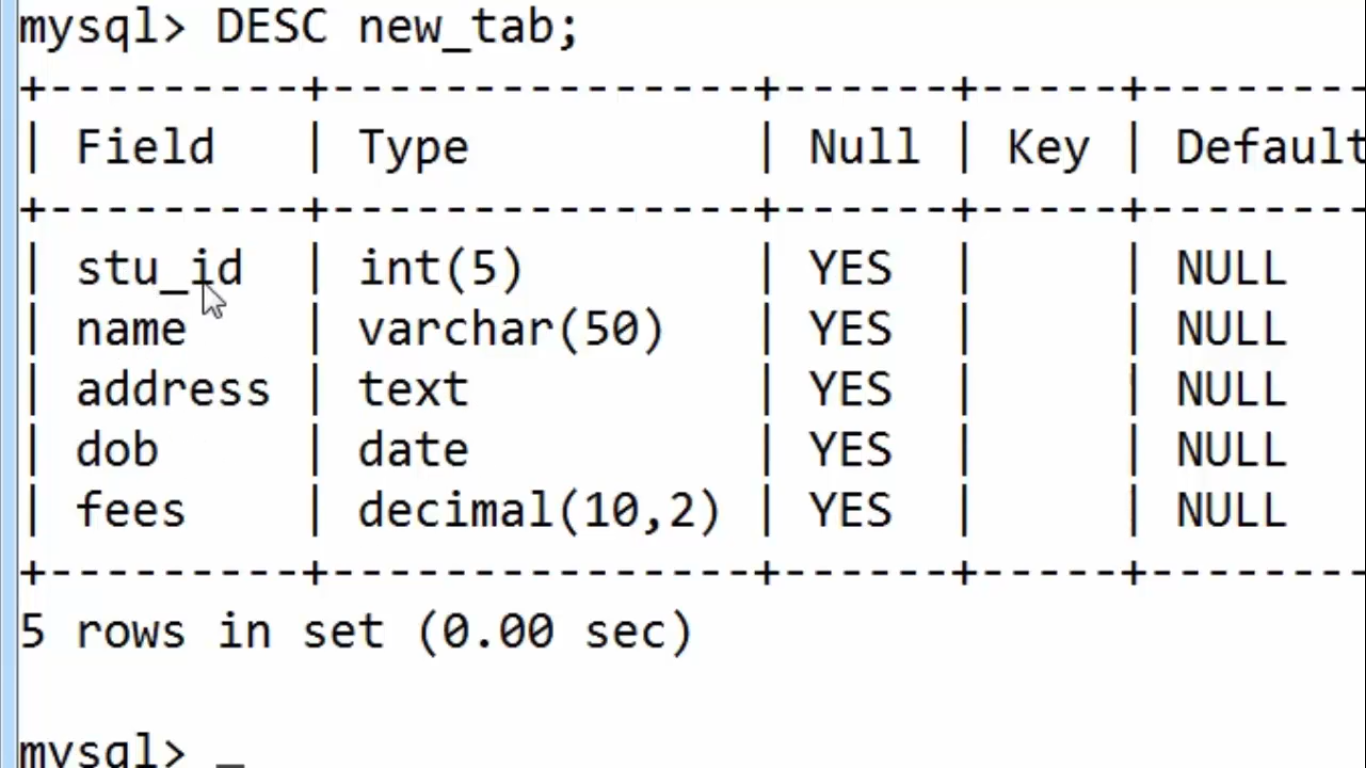 mysql> DESC new_tab;
+---------+---------------+------+-----+--------
| Field   | Type          | Null | Key | Default
+---------+---------------+------+-----+--------
| stu_id  | int(5)        | YES  |     | NULL
| name    | varchar(50)   | YES  |     | NULL
| address | text          | YES  |     | NULL
| dob     | date          | YES  |     | NULL
| fees    | decimal(10,2) | YES  |     | NULL
+---------+---------------+------+-----+--------
5 rows in set (0.00 sec)
mysql> _